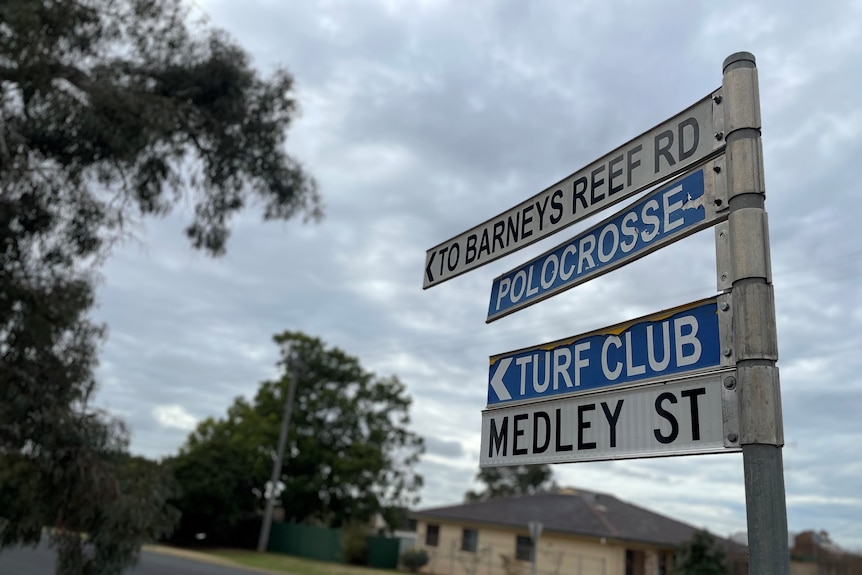 TO BARNEYS REEF RD
POLOCROSSE
TURF CLUB
MEDLEY ST